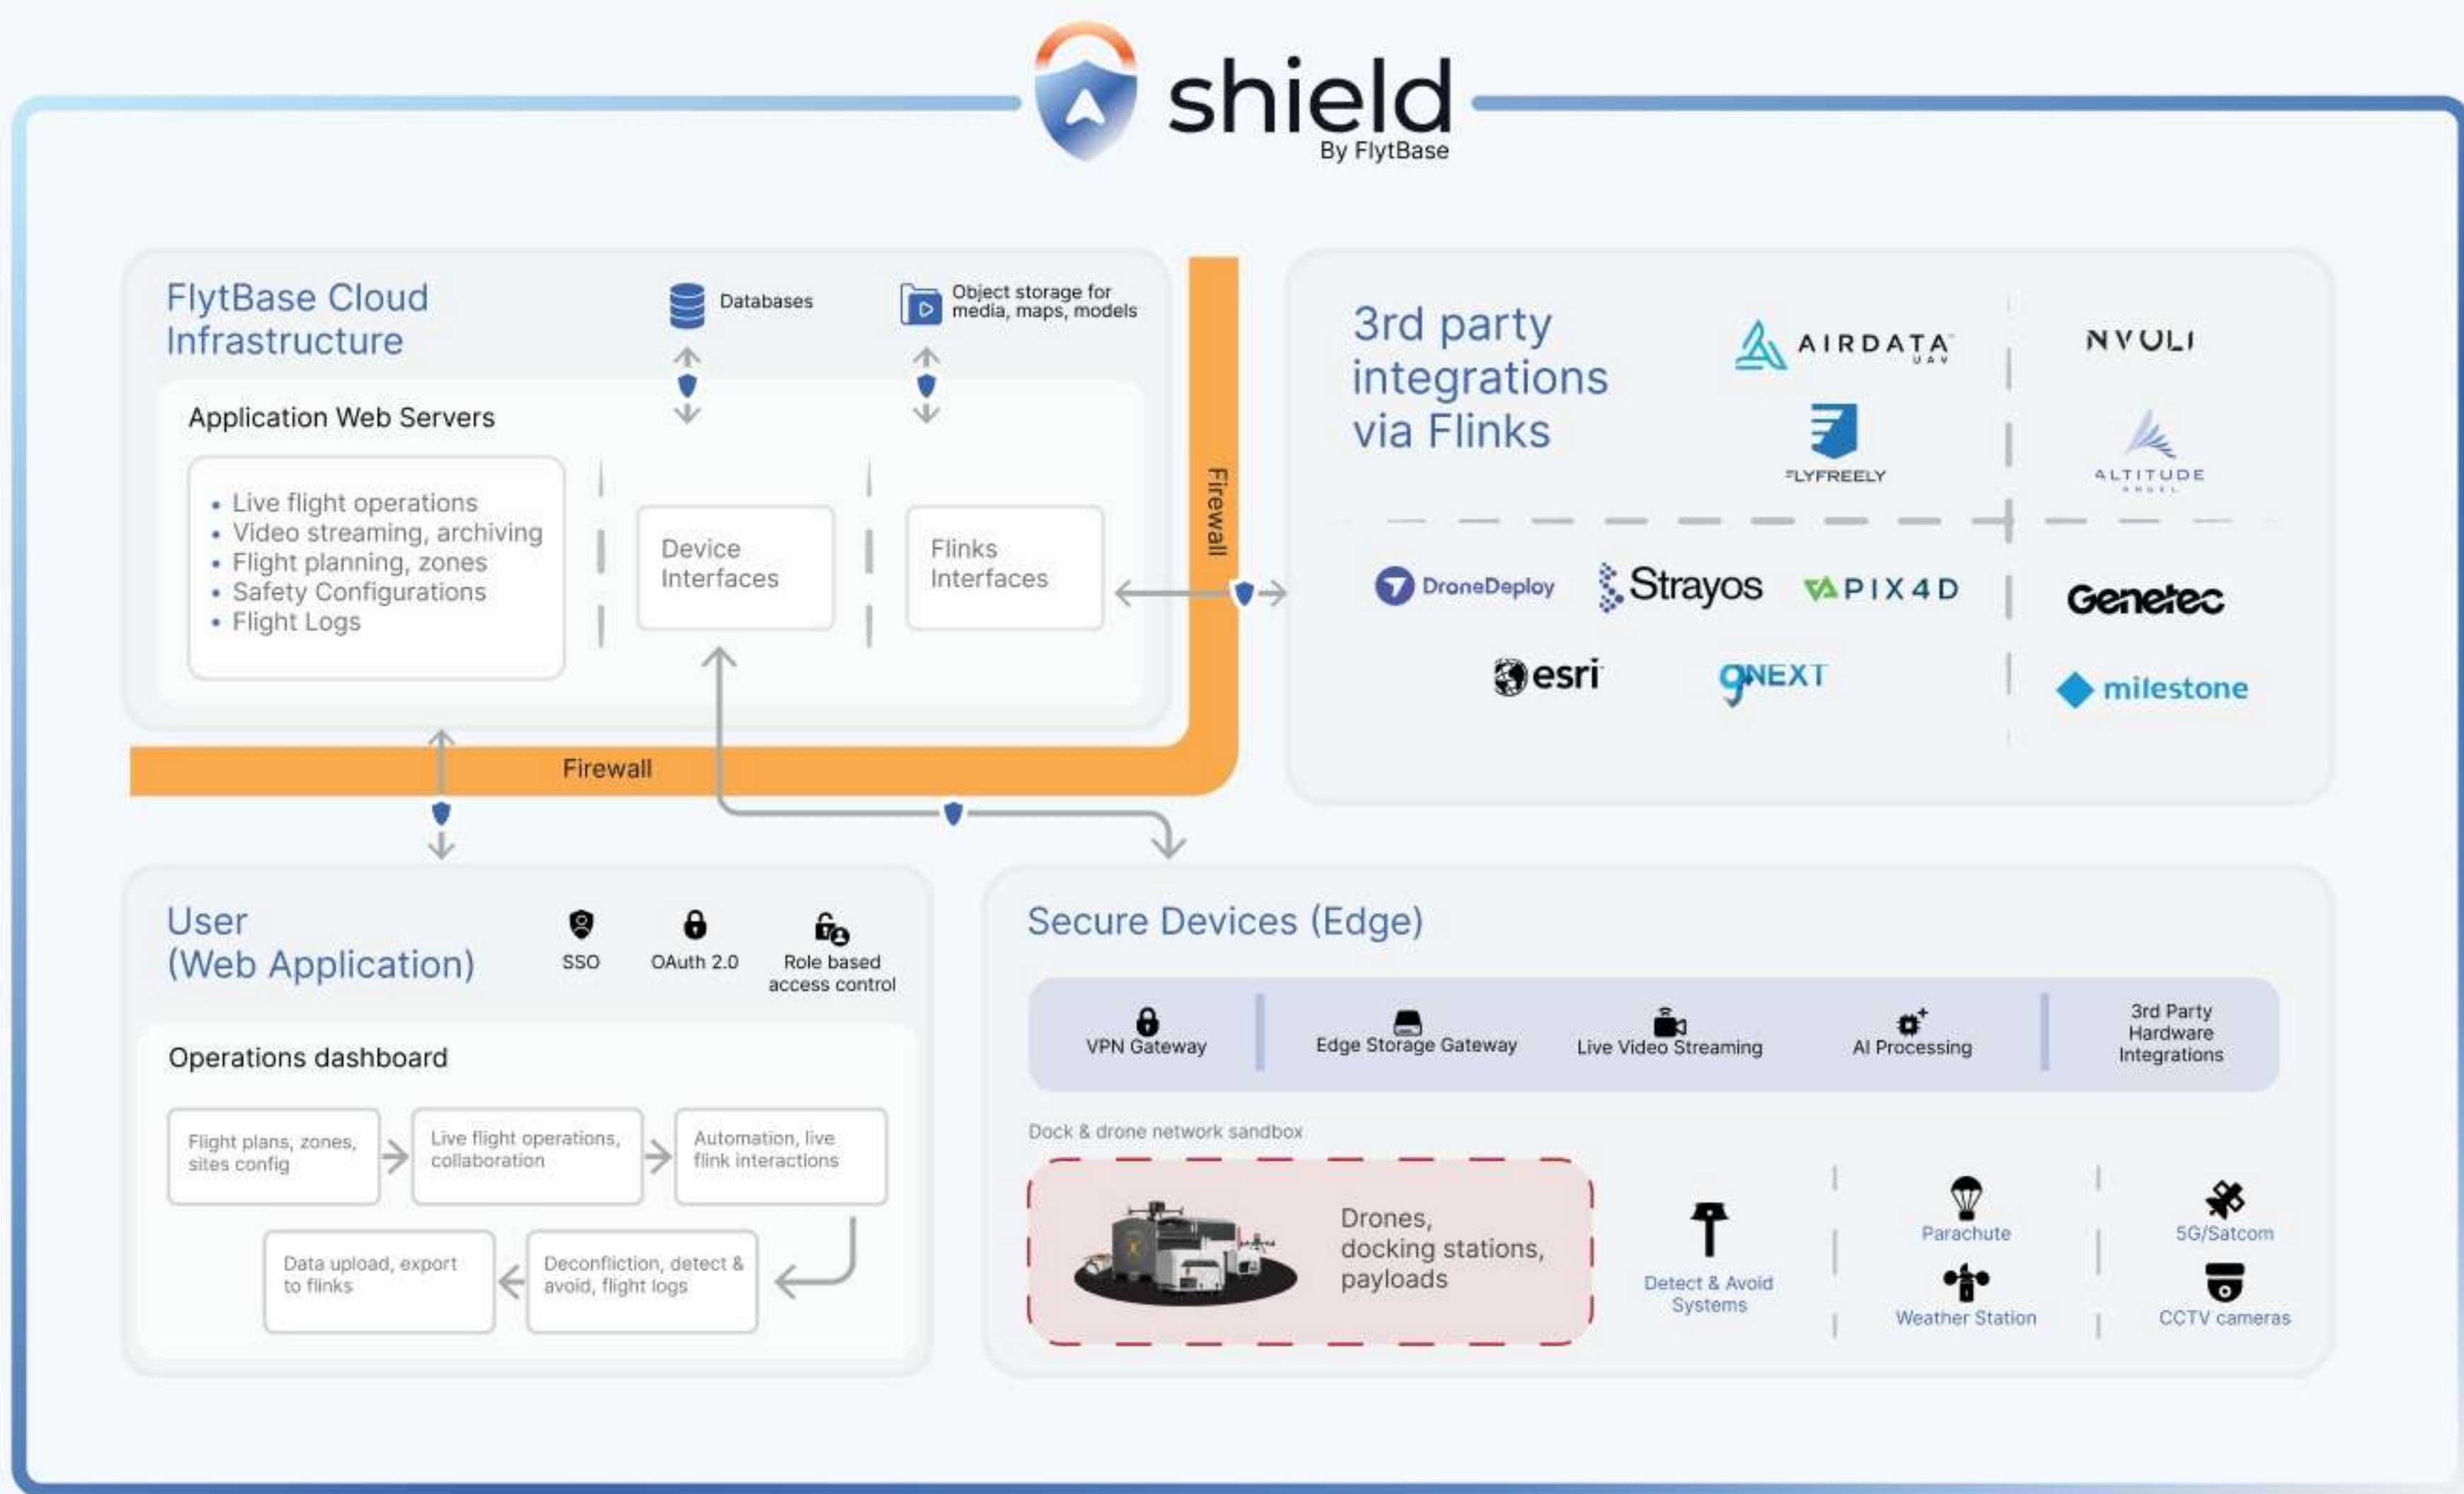 shield
By FlytBase
FlytBase Cloud
Infrastructure
Databases
Object storage for
media, maps, models
Application Web Servers
• Live flight operations
• Video streaming, archiving
• Flight planning, zones
• Safety Configurations
• Flight Logs
Device
Interfaces
Flinks
Interfaces
Firewall
Firewall
3rd party
integrations
via Flinks
AIRDATA
UAV
NVOLI
FLYFREELY
ALTITUDE
ANGEL
DroneDeploy
Strayos
PIX4D
Genetec
esri
gNEXT
milestone
User
(Web Application)
SSO
OAuth 2.0
Role based
access control
Operations dashboard
Flight plans, zones,
sites config
Live flight operations,
collaboration
Automation, live
flink interactions
Data upload, export
to flinks
Deconfliction, detect &
avoid, flight logs
Secure Devices (Edge)
VPN Gateway
Edge Storage Gateway
Live Video Streaming
AI Processing
3rd Party
Hardware
Integrations
Dock & drone network sandbox
Drones,
docking stations,
payloads
Detect & Avoid
Systems
Parachute
Weather Station
5G/Satcom
CCTV cameras